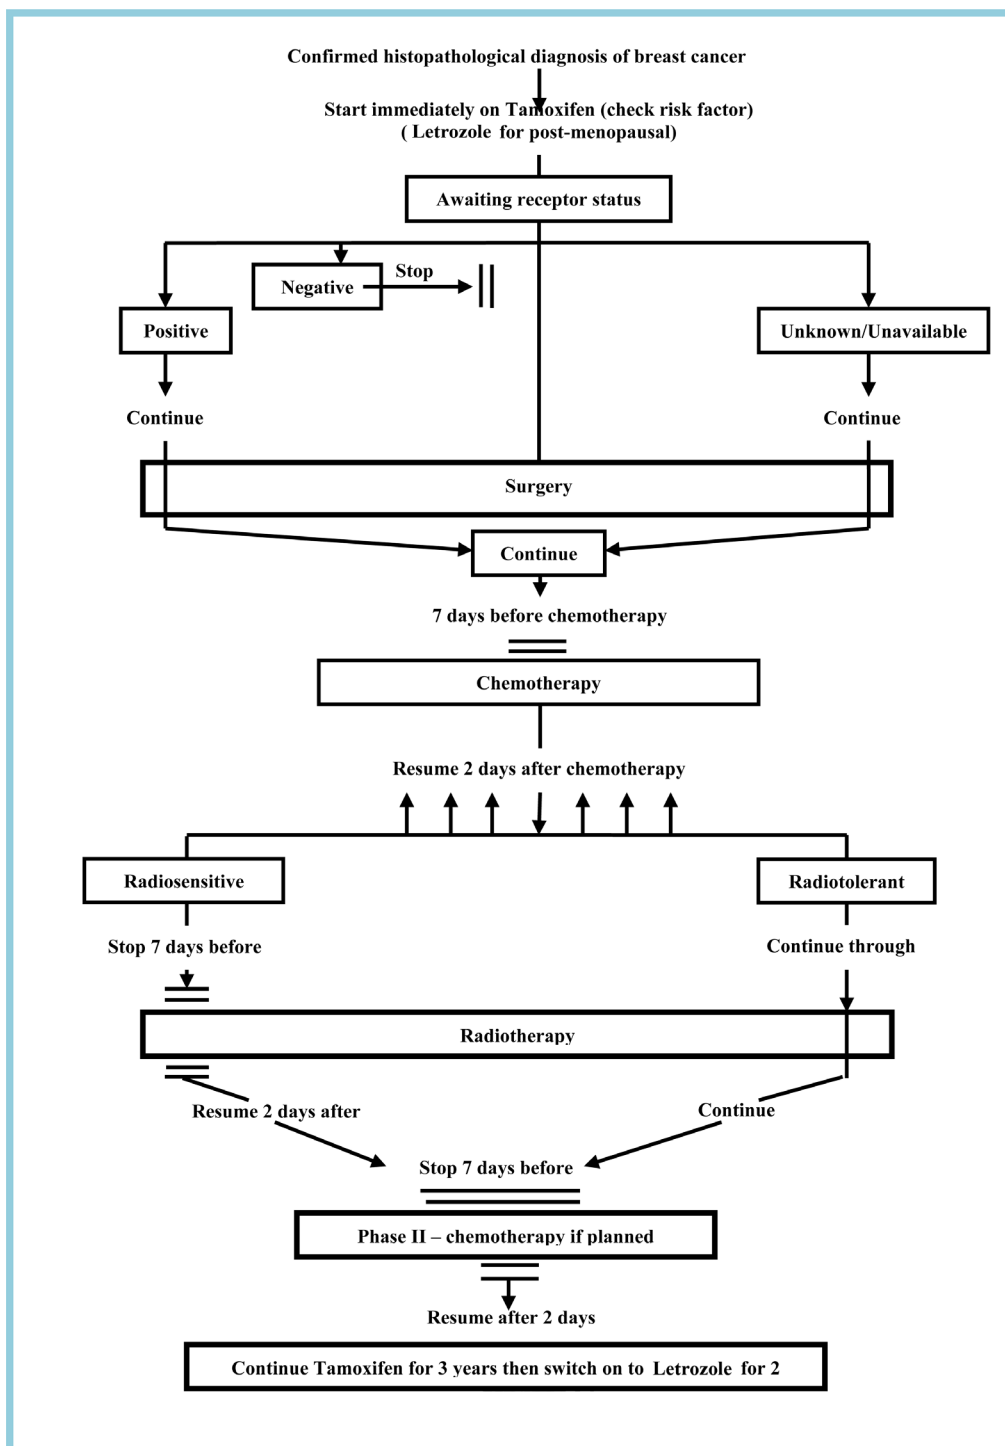 Confirmed histopathological diagnosis of breast cancer
Start immediately on Tamoxifen (check risk factor)
( Letrozole for post-menopausal)
Awaiting receptor status
Negative
Stop
Positive
Unknown/Unavailable
Continue
Continue
Surgery
Continue
7 days before chemotherapy
Chemotherapy
Resume 2 days after chemotherapy
Radiosensitive
Radiotolerant
Stop 7 days before
Continue through
Radiotherapy
Resume 2 days after
Continue
Stop 7 days before
Phase II – chemotherapy if planned
Resume after 2 days
Continue Tamoxifen for 3 years then switch on to Letrozole for 2